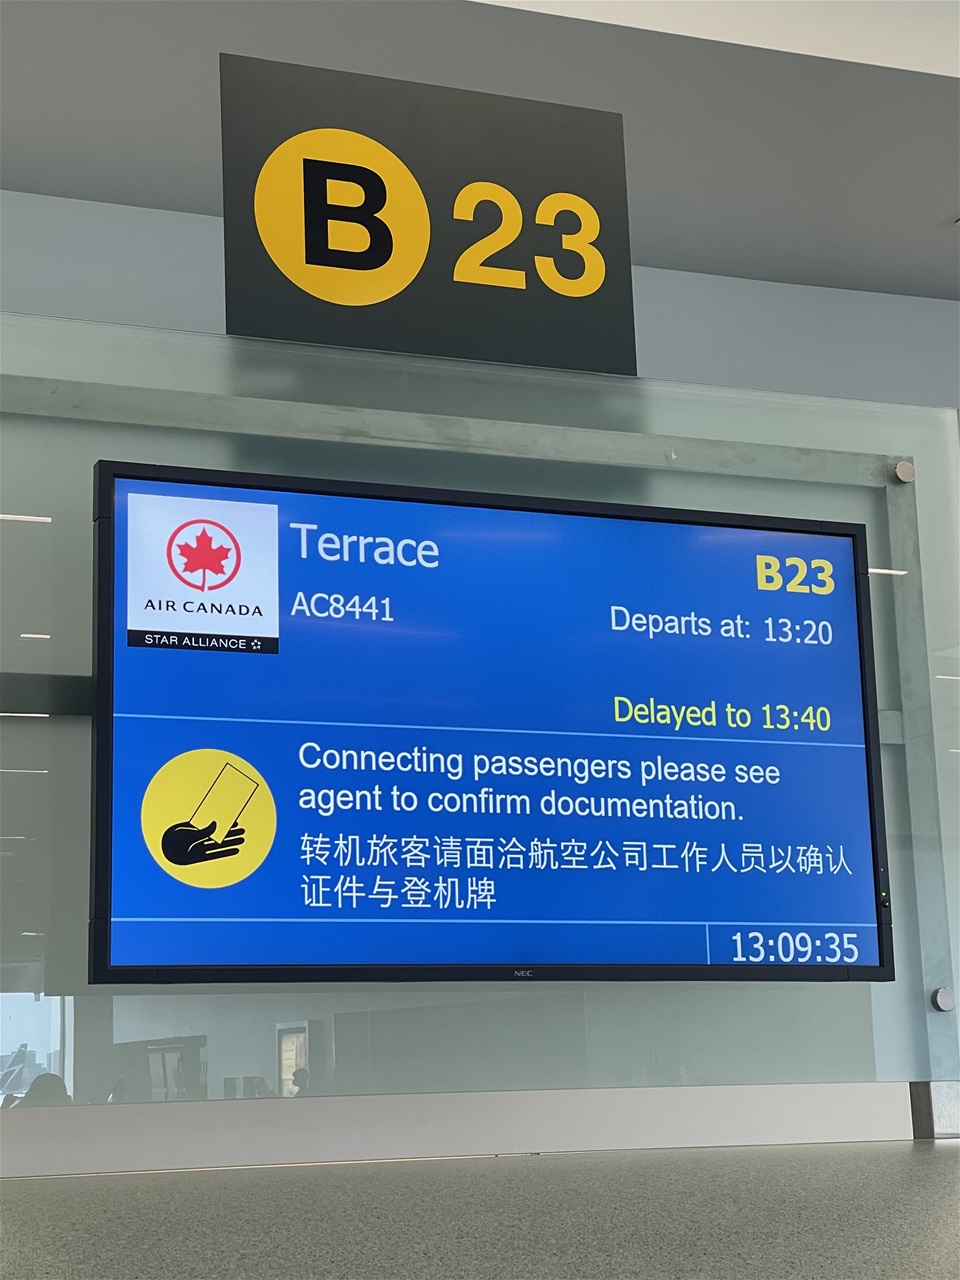 B 23
Terrace
B23
AIR CANADA
AC8441
Departs at: 13:20
STAR ALLIANCE
Delayed to 13:40
Connecting passengers please see
agent to confirm documentation.
转机旅客请面洽航空公司工作人员以确认
证件与登机牌
13:09:35
NEC